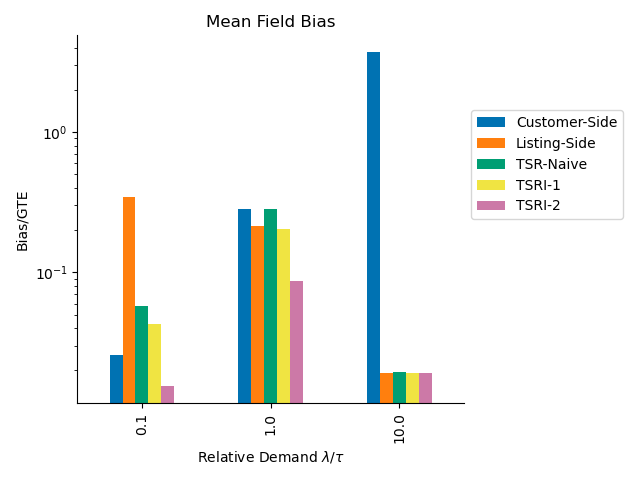 Mean Field Bias
Bias/GTE
10⁰
10⁻¹
0.1
1.0
10.0
Relative Demand λ/τ
Customer-Side
Listing-Side
TSR-Naive
TSRI-1
TSRI-2